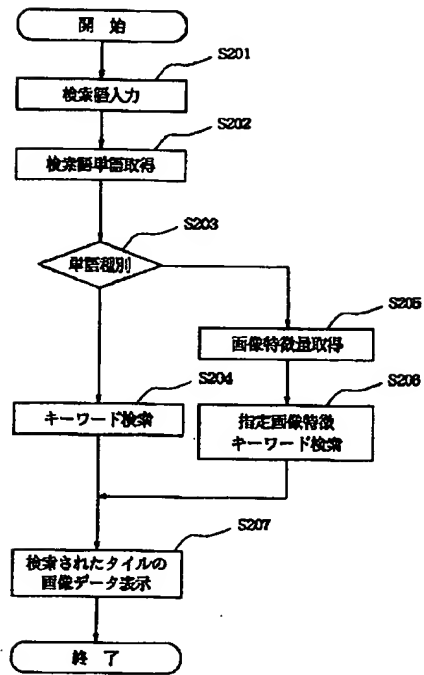 開 始
S201
検索語入力
S202
検索語単語取得
S203
単語種別
S205
画像特徴量取得
S204
キーワード検索
S206
指定画像特徴
キーワード検索
S207
検索されたタイルの
画像データ表示
終 了